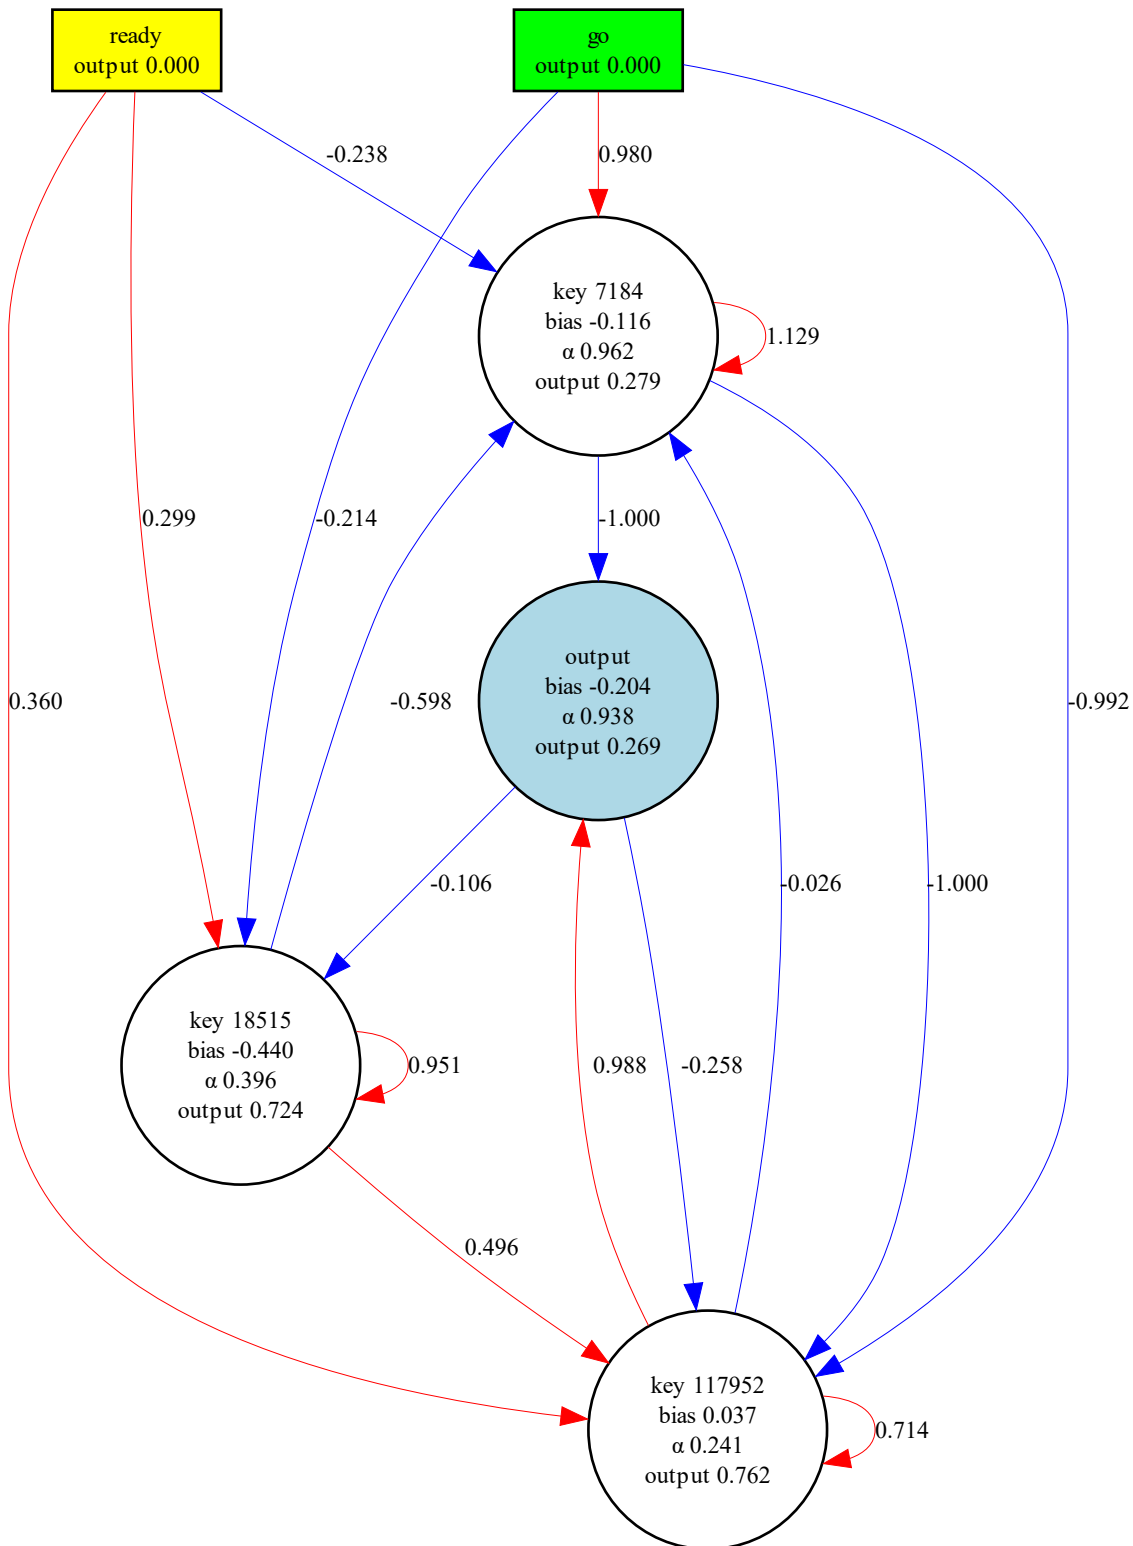 ready
output 0.000
go
output 0.000
-0.238
0.980
key 7184
bias -0.116
α 0.962
output 0.279
1.129
0.299
-0.214
-1.000
output
bias -0.204
α 0.938
output 0.269
0.360
-0.598
-0.992
-0.106
-0.026
-1.000
key 18515
bias -0.440
α 0.396
output 0.724
0.951
0.988
-0.258
0.496
key 117952
bias 0.037
α 0.241
output 0.762
0.714